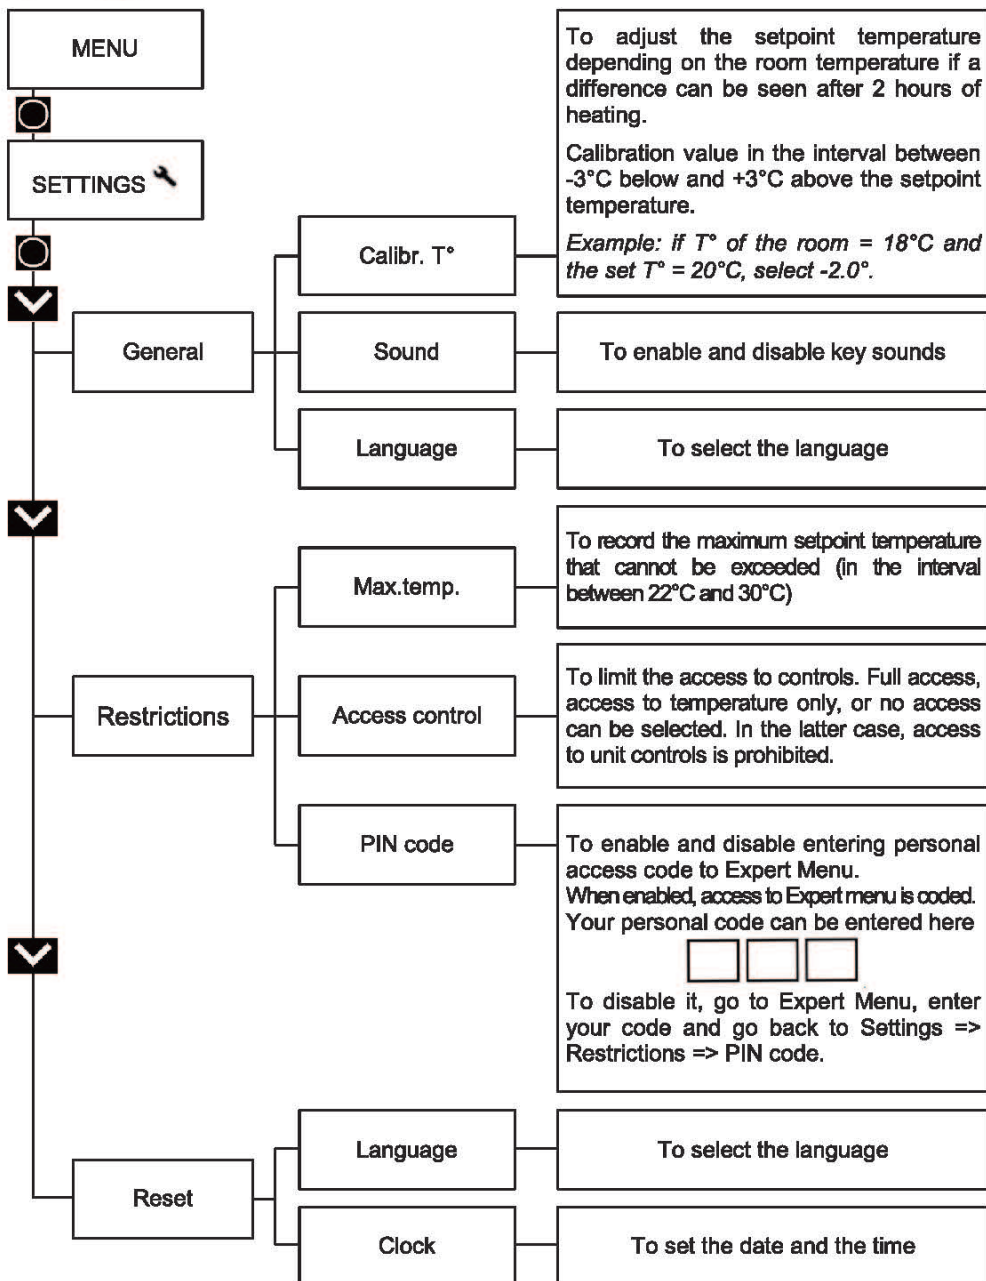 MENU
SETTINGS
General
Calibr. T°
To adjust the setpoint temperature
depending on the room temperature if a
difference can be seen after 2 hours of
heating.
Calibration value in the interval between
-3°C below and +3°C above the setpoint
temperature.
Example: if T° of the room = 18°C and
the set T° = 20°C, select -2.0°.
Sound
To enable and disable key sounds
Language
To select the language
Restrictions
Max.temp.
To record the maximum setpoint temperature
that cannot be exceeded (in the interval
between 22°C and 30°C)
Access control
To limit the access to controls. Full access,
access to temperature only, or no access
can be selected. In the latter case, access
to unit controls is prohibited.
PIN code
To enable and disable entering personal
access code to Expert Menu.
When enabled, access to Expert menu is coded.
Your personal code can be entered here
To disable it, go to Expert Menu, enter
your code and go back to Settings =>
Restrictions => PIN code.
Reset
Language
To select the language
Clock
To set the date and the time